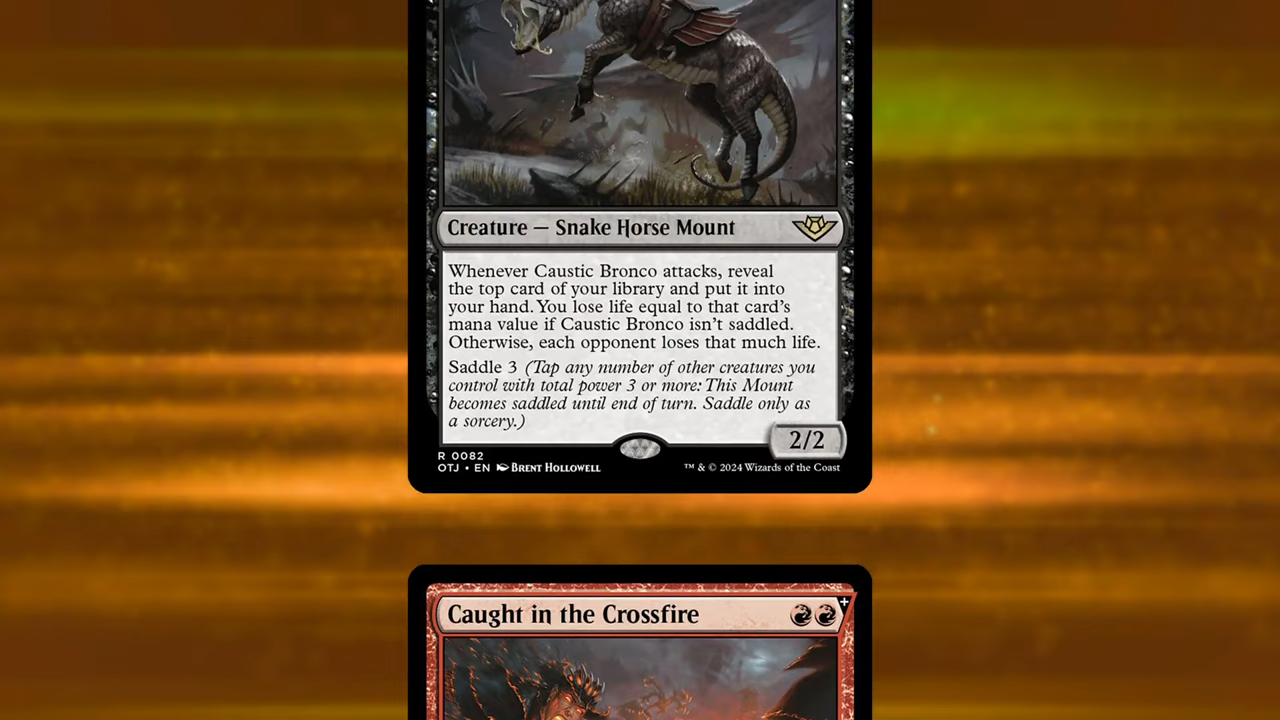 Creature — Snake Horse Mount
Whenever Caustic Bronco attacks, reveal
the top card of your library and put it into
your hand. You lose life equal to that card's
mana value if Caustic Bronco isn't saddled.
Otherwise, each opponent loses that much life.
Saddle 3 (Tap any number of other creatures you
control with total power 3 or more: This Mount
becomes saddled until end of turn. Saddle only as
a sorcery.)
2/2
R 0082
OTJ • EN Brent Hollowell
™ & © 2024 Wizards of the Coast
Caught in the Crossfire